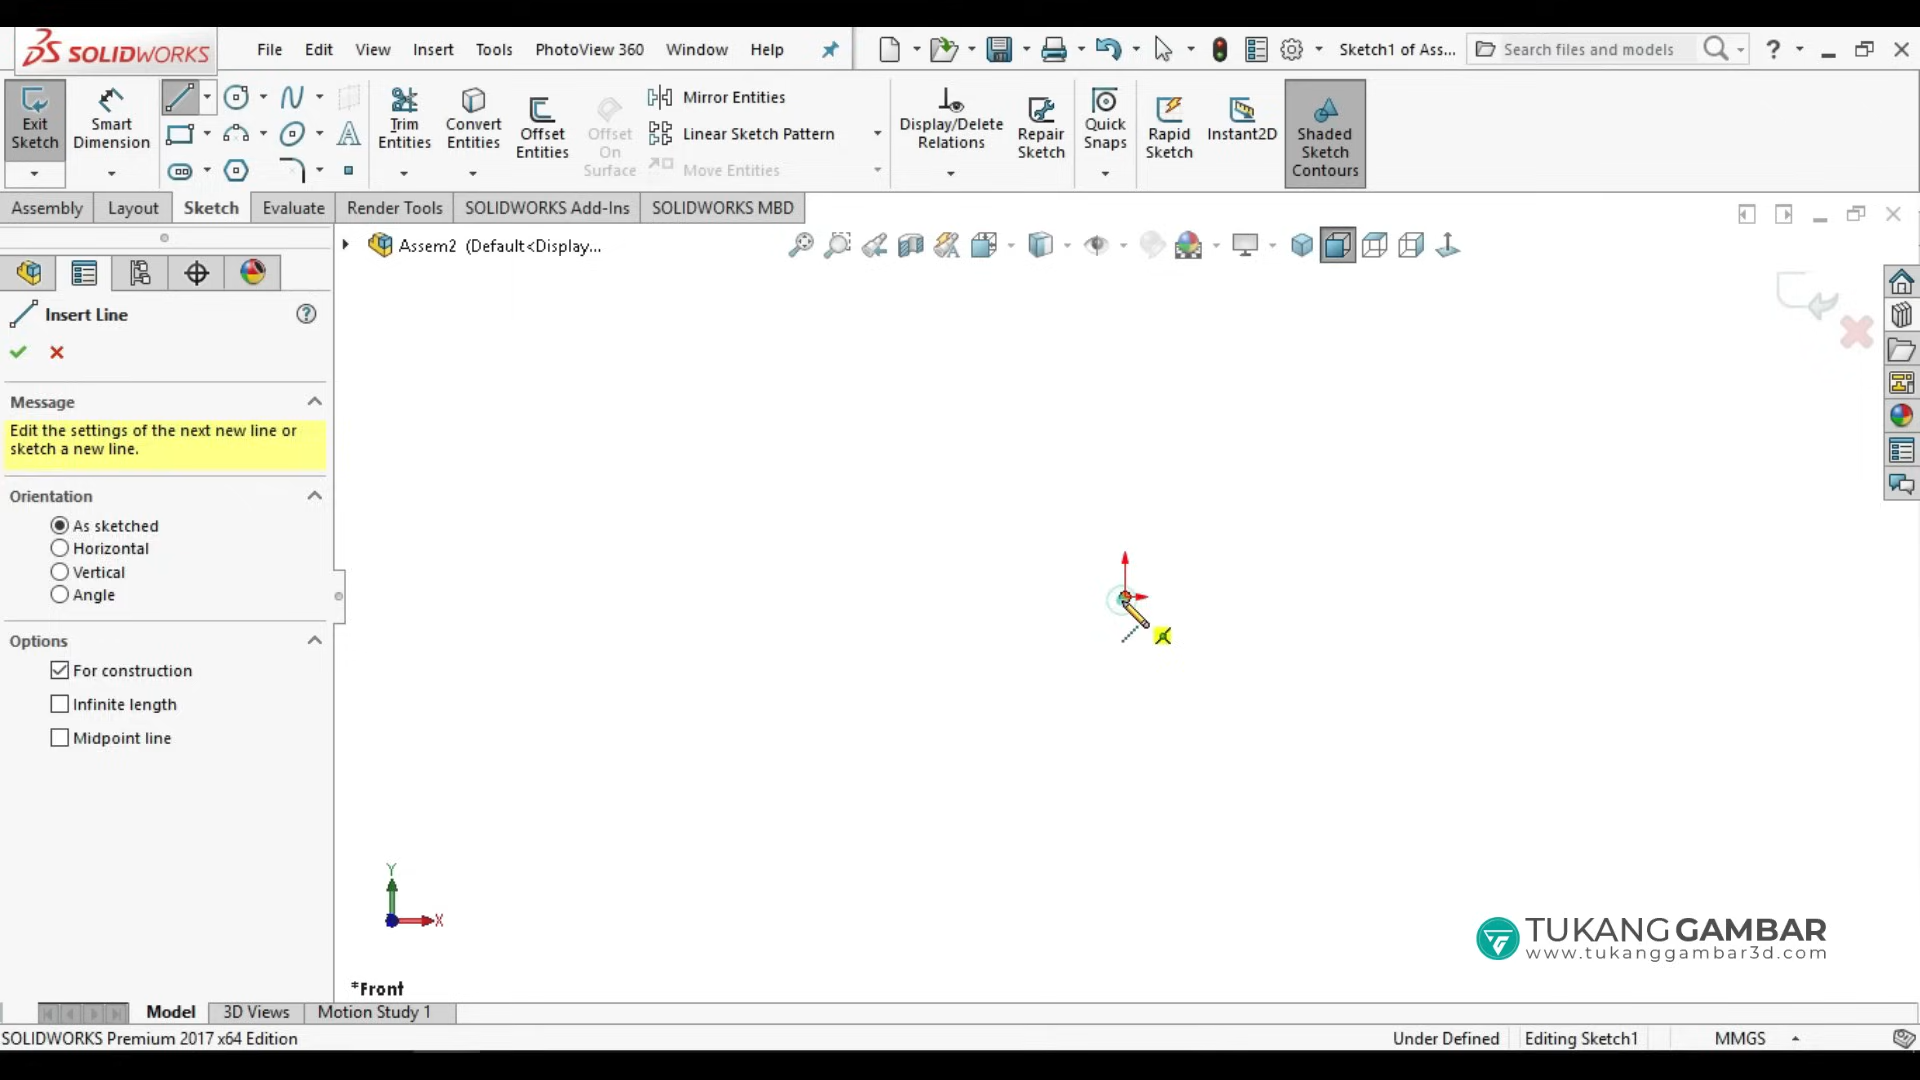 SOLIDWORKS File Edit View Insert Tools PhotoView 360 Window Help Sketch1 of Ass... Search files and models ?
Exit Sketch
Smart Dimension
Trim Entities
Convert Entities
Offset Entities
Offset On Surface
Mirror Entities
Linear Sketch Pattern
Move Entities
Display/Delete Relations
Repair Sketch
Quick Snaps
Rapid Sketch
Instant2D
Shaded Sketch Contours
Assembly Layout Sketch Evaluate Render Tools SOLIDWORKS Add-Ins SOLIDWORKS MBD
Assem2 (Default<Display...
Insert Line ?
Message
Edit the settings of the next new line or
sketch a new line.
Orientation
As sketched
Horizontal
Vertical
Angle
Options
For construction
Infinite length
Midpoint line
Y
X
TUKANG GAMBAR
www.tukanggambar3d.com
*Front
Model 3D Views Motion Study 1
SOLIDWORKS Premium 2017 x64 Edition Under Defined Editing Sketch1 MMGS